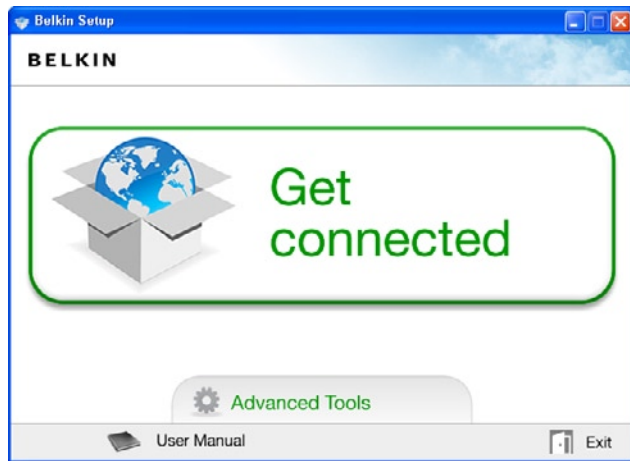 Belkin Setup
BELKIN
Get
connected
Advanced Tools
User Manual
Exit